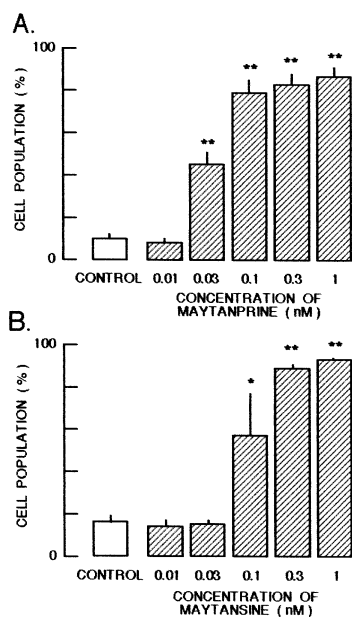 A.
100
**
**
**
**
CELL POPULATION (%)
0
CONTROL 0.01 0.03 0.1 0.3 1
CONCENTRATION OF
MAYTANPRINE (nM)
B.
100
**
**
*
CELL POPULATION (%)
0
CONTROL 0.01 0.03 0.1 0.3 1
CONCENTRATION OF
MAYTANSINE (nM)